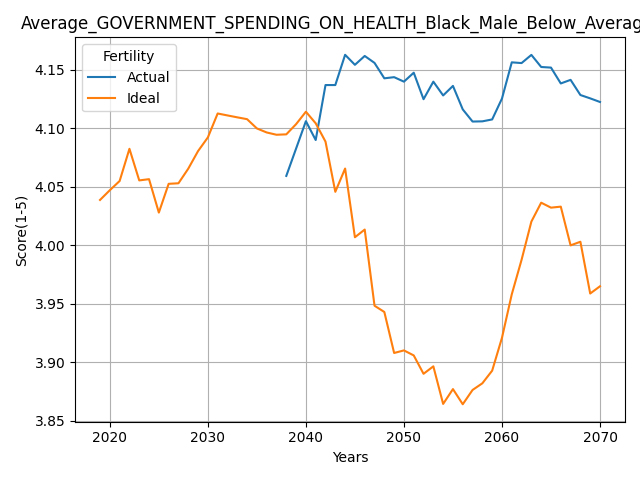 Average_GOVERNMENT_SPENDING_ON_HEALTH_Black_Male_Below_Averag
Fertility
Actual
Ideal
4.15
4.10
4.05
4.00
3.95
3.90
3.85
Score(1-5)
2020 2030 2040 2050 2060 2070
Years